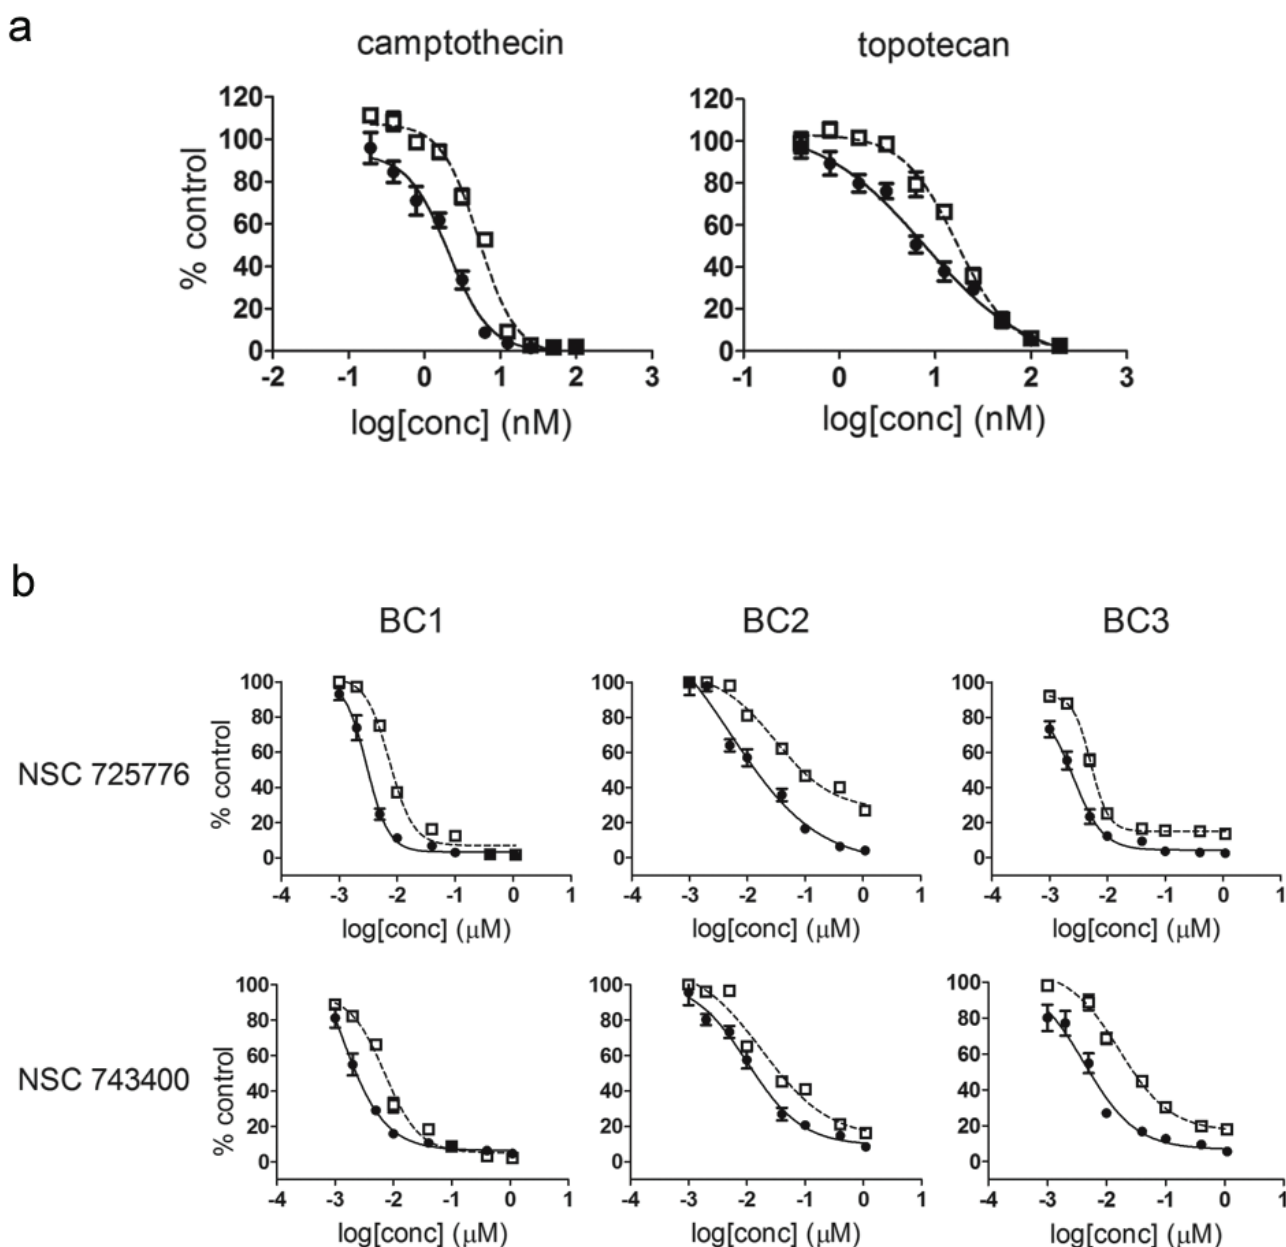 a
camptothecin
topotecan
% control
120
100
80
60
40
20
0
-2 -1 0 1 2 3
log[conc] (nM)
120
100
80
60
40
20
0
-1 0 1 2 3
log[conc] (nM)
b
BC1
BC2
BC3
NSC 725776
% control
100
80
60
40
20
0
-4 -3 -2 -1 0 1
log[conc] (μM)
100
80
60
40
20
0
-4 -3 -2 -1 0 1
log[conc] (μM)
100
80
60
40
20
0
-4 -3 -2 -1 0 1
log[conc] (μM)
NSC 743400
% control
100
80
60
40
20
0
-4 -3 -2 -1 0 1
log[conc] (μM)
100
80
60
40
20
0
-4 -3 -2 -1 0 1
log[conc] (μM)
100
80
60
40
20
0
-4 -3 -2 -1 0 1
log[conc] (μM)